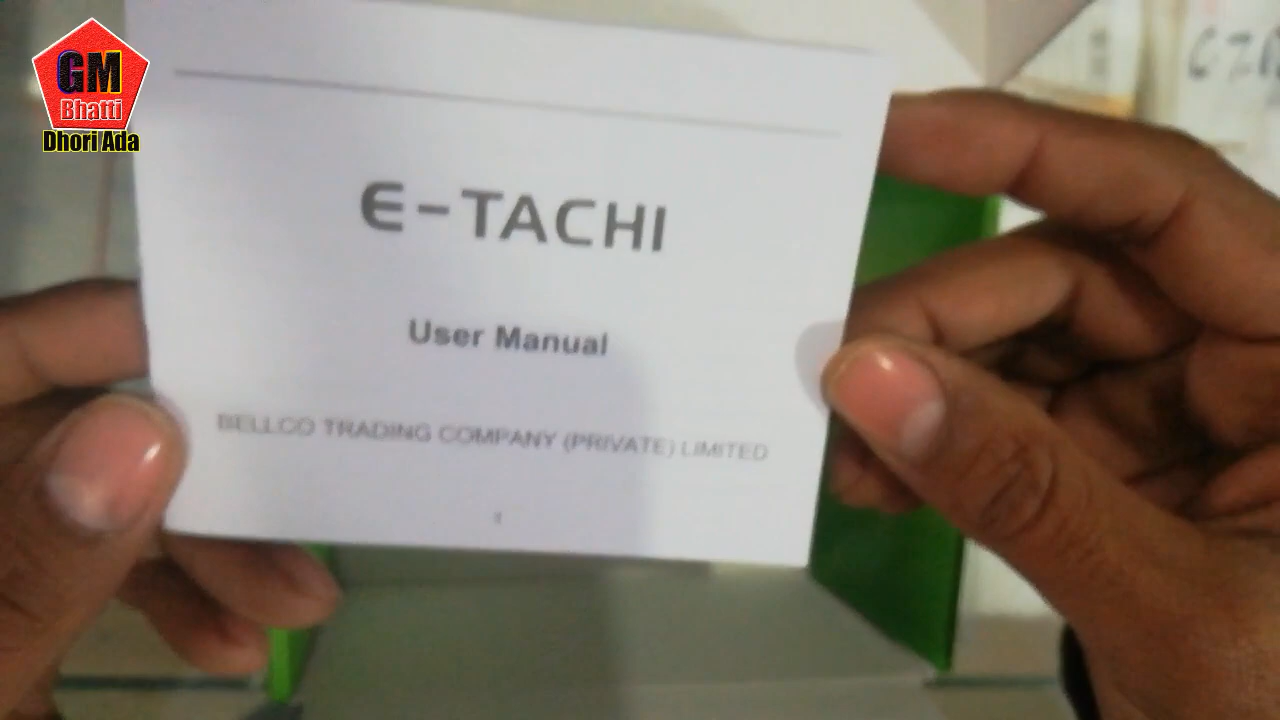 GM
Bhatti
Dhori Ada
E-TACHI
User Manual
BELLCO TRADING COMPANY (PRIVATE) LIMITED